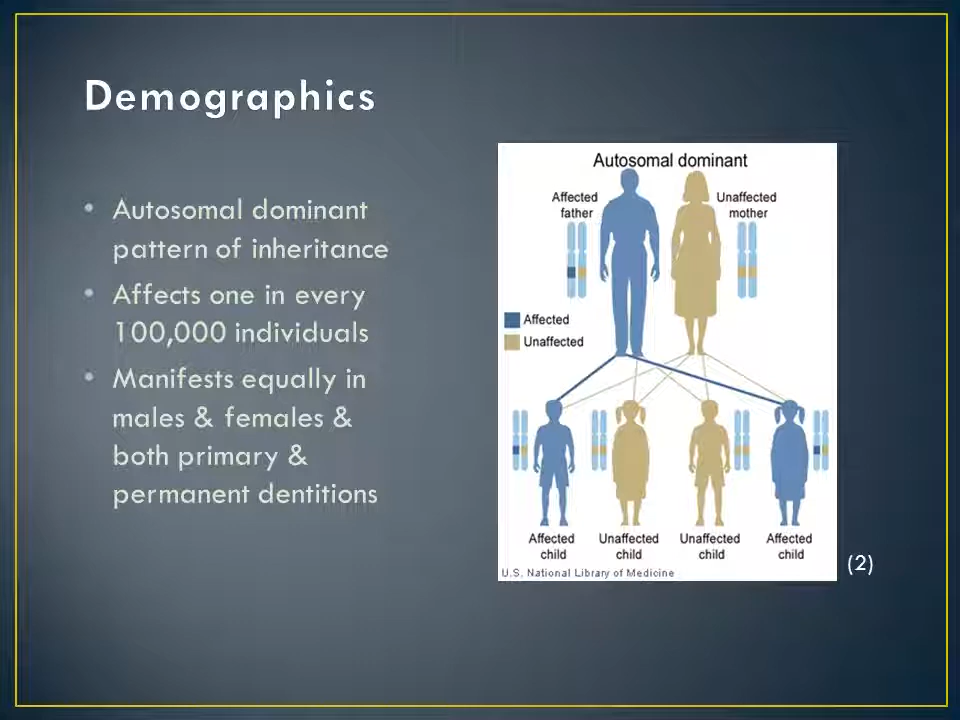 Demographics
• Autosomal dominant
pattern of inheritance
• Affects one in every
100,000 individuals
• Manifests equally in
males & females &
both primary &
permanent dentitions
Autosomal dominant
Affected
father
Unaffected
mother
Affected
Unaffected
Affected
child
Unaffected
child
Unaffected
child
Affected
child
U.S. National Library of Medicine
(2)